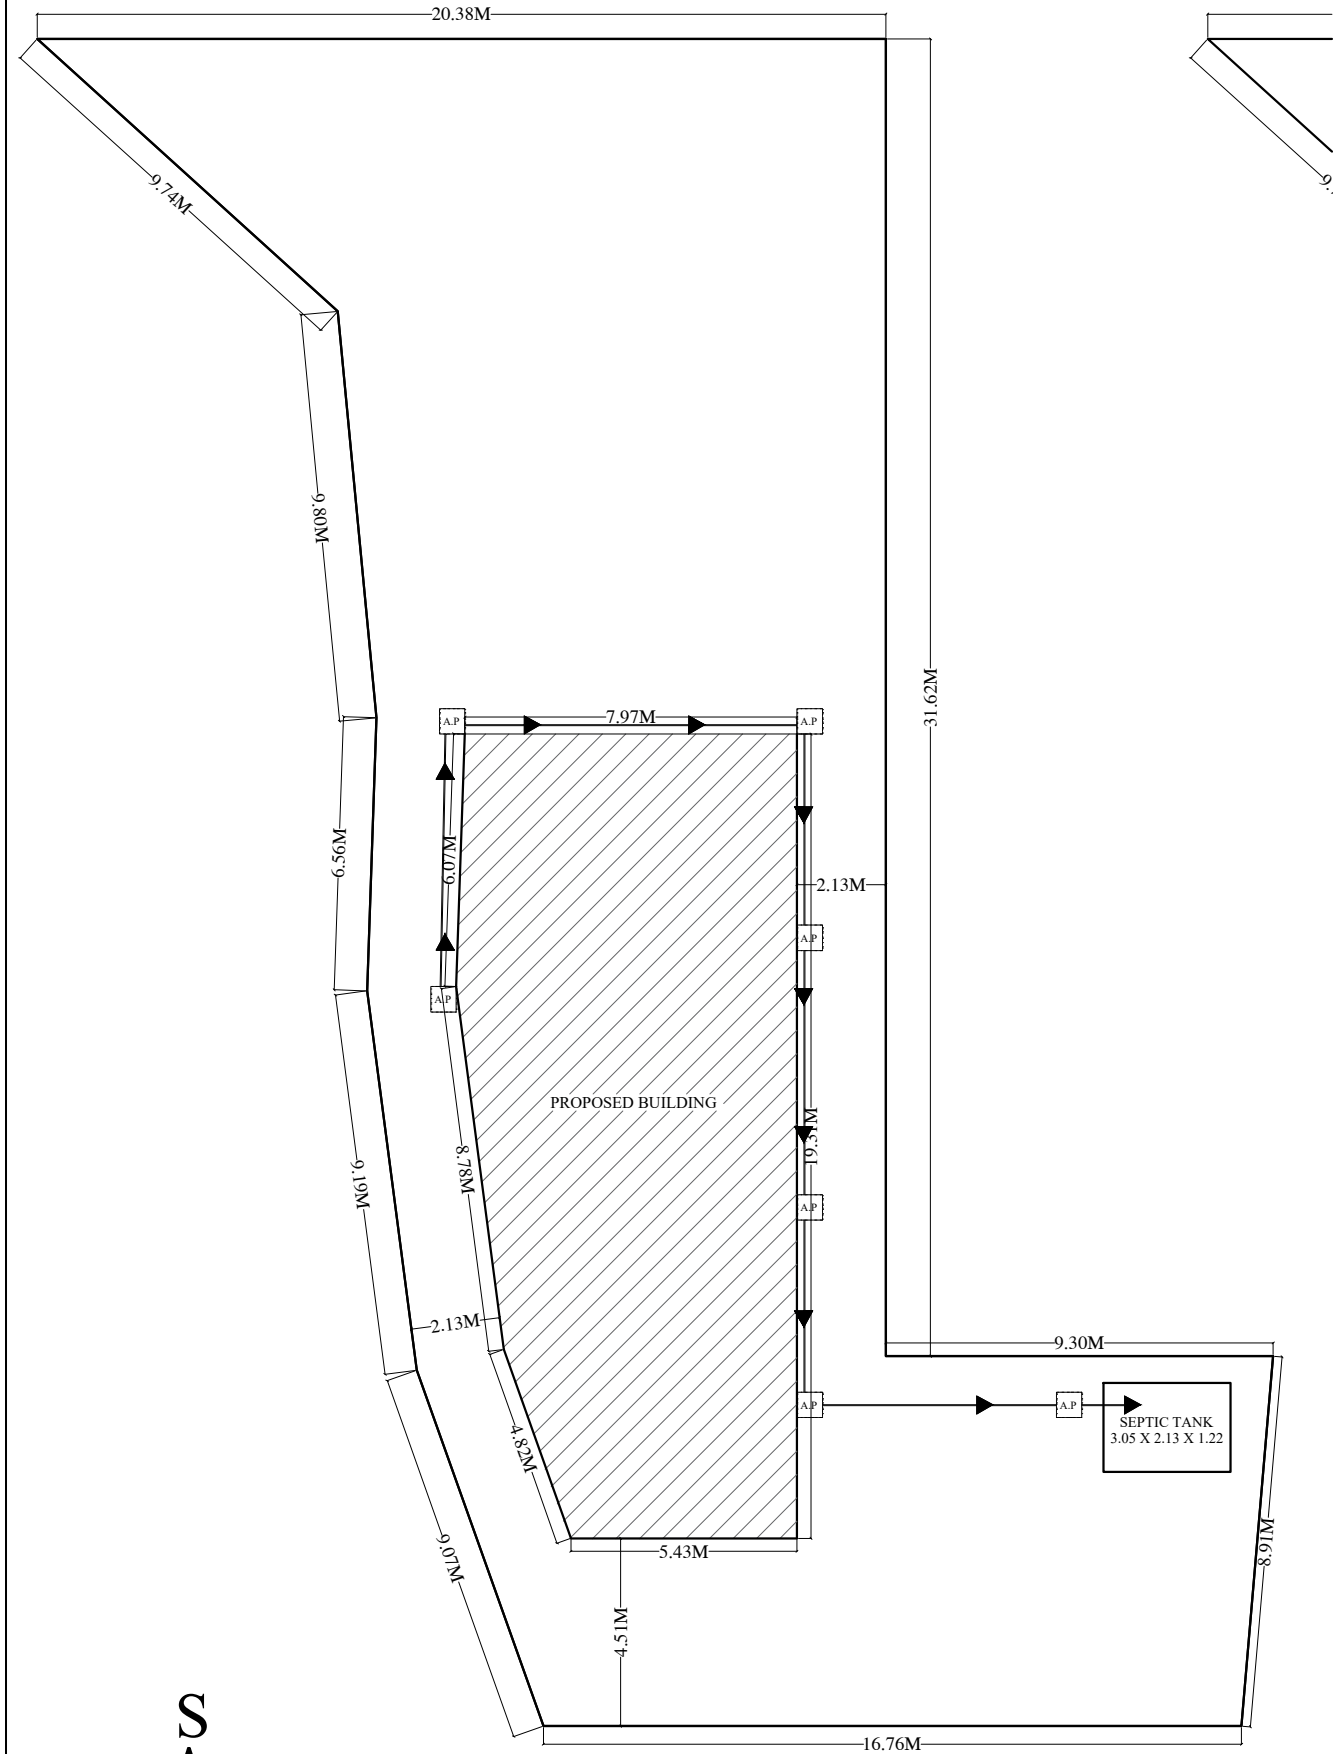 20.38M
9.74M
9.80M
31.62M
A.P
7.97M
A.P
6.59M
6.07M
2.13M
A.P
A.P
PROPOSED BUILDING
19.31M
9.19M
8.78M
A.P
2.13M
9.30M
A.P
A.P
SEPTIC TANK
3.05 X 2.13 X 1.22
4.82M
9.07M
5.43M
8.91M
4.51M
S
16.76M